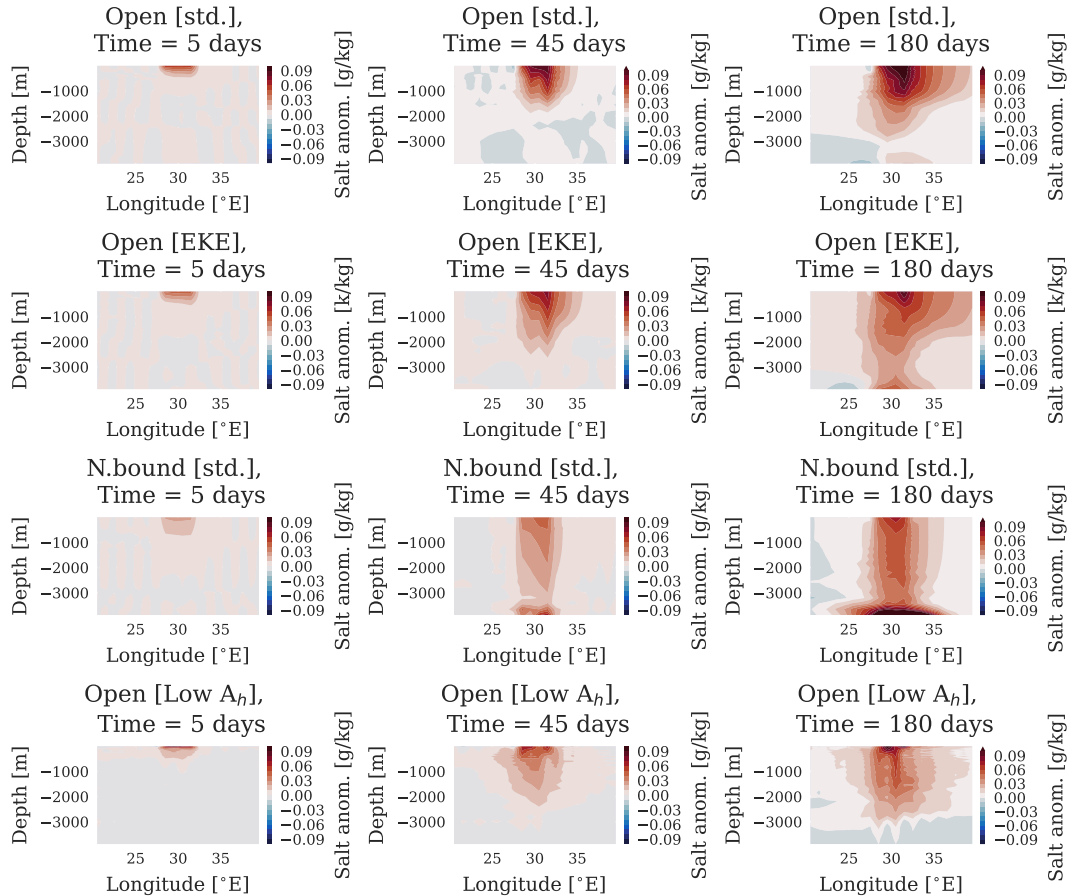 Open [std.],
Time = 5 days
Depth [m]
−1000
−2000
−3000
25 30 35
Longitude [°E]
0.09
0.06
0.03
0.00
−0.03
−0.06
−0.09
Salt anom. [g/kg]
Open [std.],
Time = 45 days
Depth [m]
−1000
−2000
−3000
25 30 35
Longitude [°E]
0.09
0.06
0.03
0.00
−0.03
−0.06
−0.09
Salt anom. [g/kg]
Open [std.],
Time = 180 days
Depth [m]
−1000
−2000
−3000
25 30 35
Longitude [°E]
0.09
0.06
0.03
0.00
−0.03
−0.06
−0.09
Salt anom. [g/kg]
Open [EKE],
Time = 5 days
Depth [m]
−1000
−2000
−3000
25 30 35
Longitude [°E]
0.09
0.06
0.03
0.00
−0.03
−0.06
−0.09
Salt anom. [k/kg]
Open [EKE],
Time = 45 days
Depth [m]
−1000
−2000
−3000
25 30 35
Longitude [°E]
0.09
0.06
0.03
0.00
−0.03
−0.06
−0.09
Salt anom. [k/kg]
Open [EKE],
Time = 180 days
Depth [m]
−1000
−2000
−3000
25 30 35
Longitude [°E]
0.09
0.06
0.03
0.00
−0.03
−0.06
−0.09
Salt anom. [k/kg]
N.bound [std.],
Time = 5 days
Depth [m]
−1000
−2000
−3000
25 30 35
Longitude [°E]
0.09
0.06
0.03
0.00
−0.03
−0.06
−0.09
Salt anom. [g/kg]
N.bound [std.],
Time = 45 days
Depth [m]
−1000
−2000
−3000
25 30 35
Longitude [°E]
0.09
0.06
0.03
0.00
−0.03
−0.06
−0.09
Salt anom. [g/kg]
N.bound [std.],
Time = 180 days
Depth [m]
−1000
−2000
−3000
25 30 35
Longitude [°E]
0.09
0.06
0.03
0.00
−0.03
−0.06
−0.09
Salt anom. [g/kg]
Open [Low Aₕ],
Time = 5 days
Depth [m]
−1000
−2000
−3000
25 30 35
Longitude [°E]
0.09
0.06
0.03
0.00
−0.03
−0.06
−0.09
Salt anom. [g/kg]
Open [Low Aₕ],
Time = 45 days
Depth [m]
−1000
−2000
−3000
25 30 35
Longitude [°E]
0.09
0.06
0.03
0.00
−0.03
−0.06
−0.09
Salt anom. [g/kg]
Open [Low Aₕ],
Time = 180 days
Depth [m]
−1000
−2000
−3000
25 30 35
Longitude [°E]
0.09
0.06
0.03
0.00
−0.03
−0.06
−0.09
Salt anom. [g/kg]